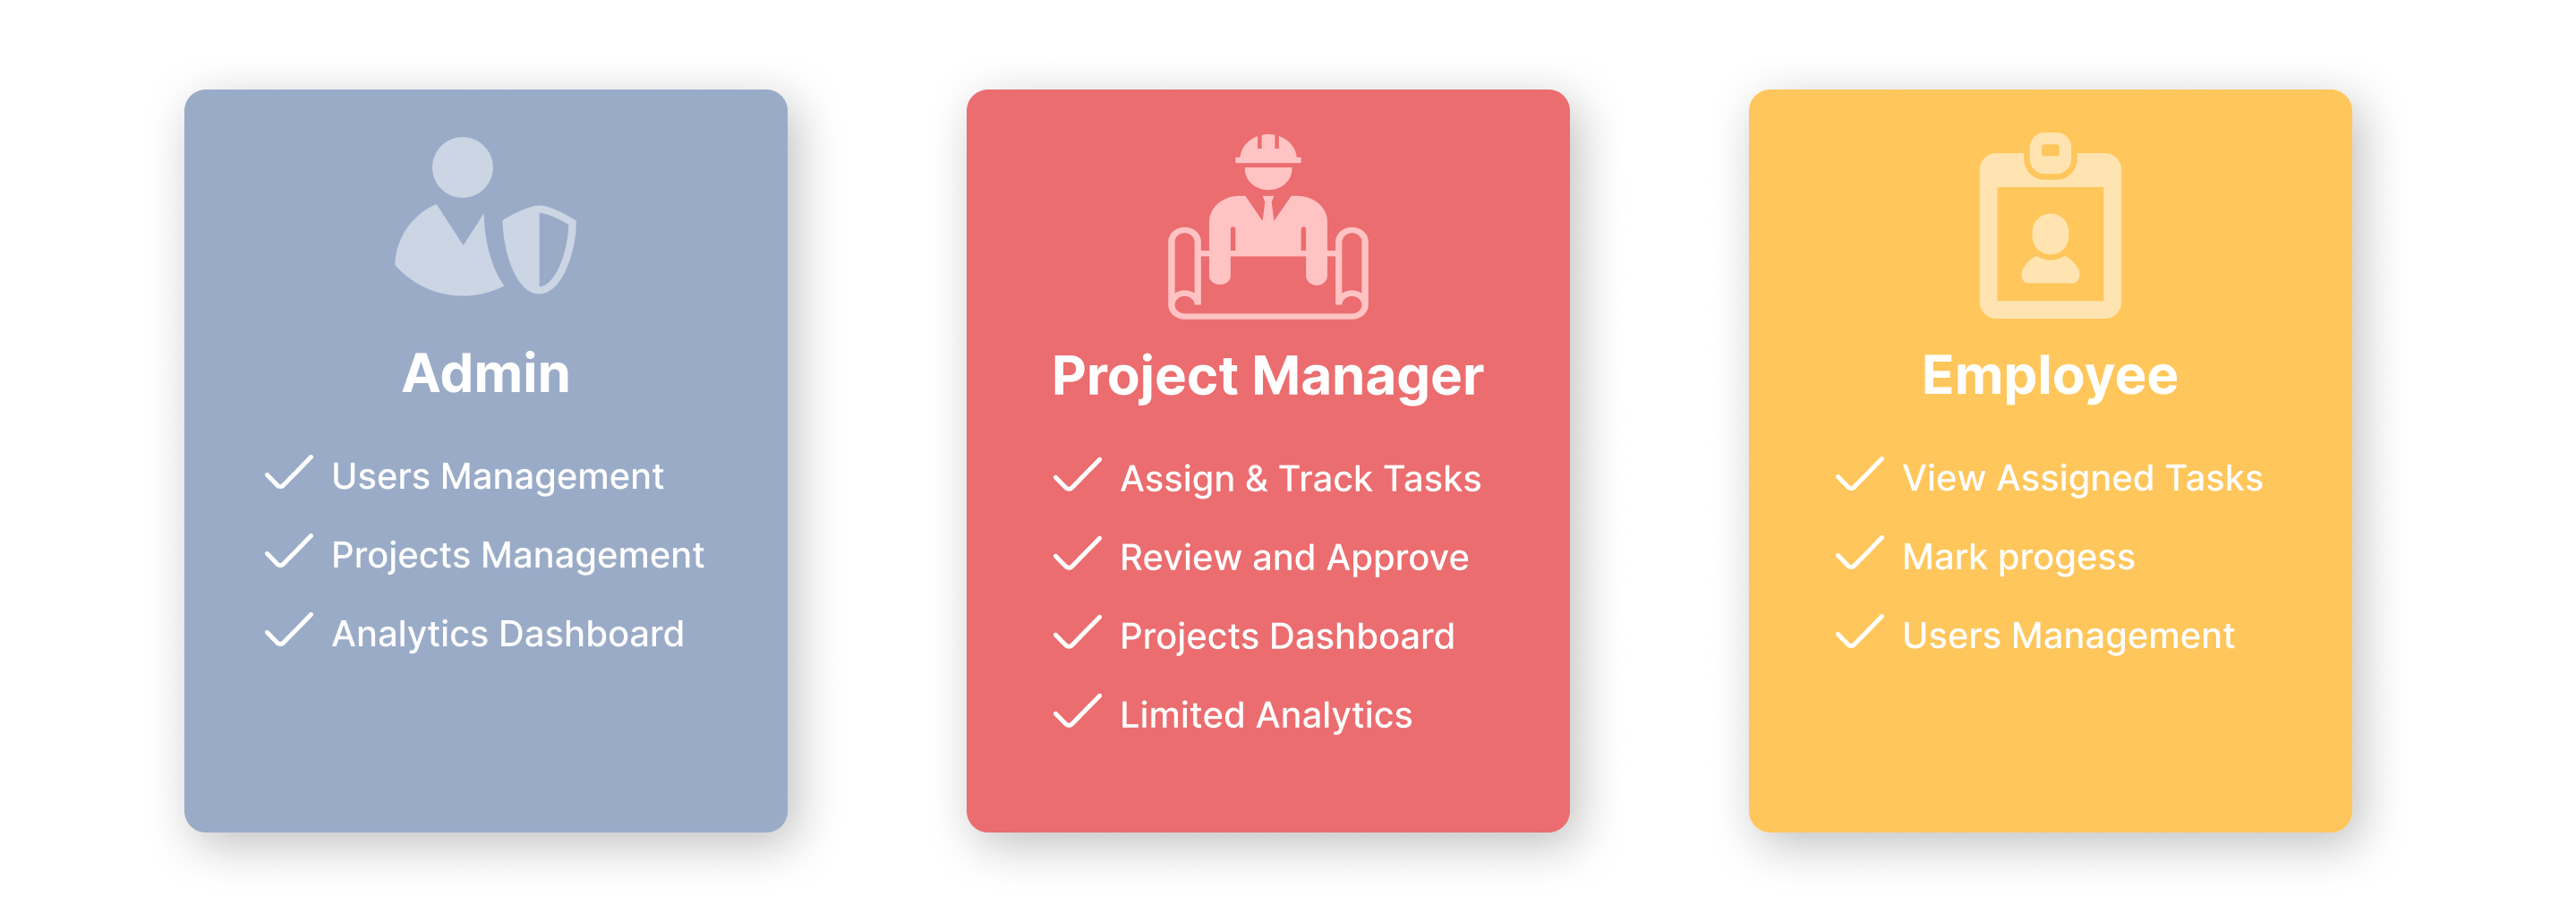 Admin
Users Management
Projects Management
Analytics Dashboard
Project Manager
Assign & Track Tasks
Review and Approve
Projects Dashboard
Limited Analytics
Employee
View Assigned Tasks
Mark progess
Users Management